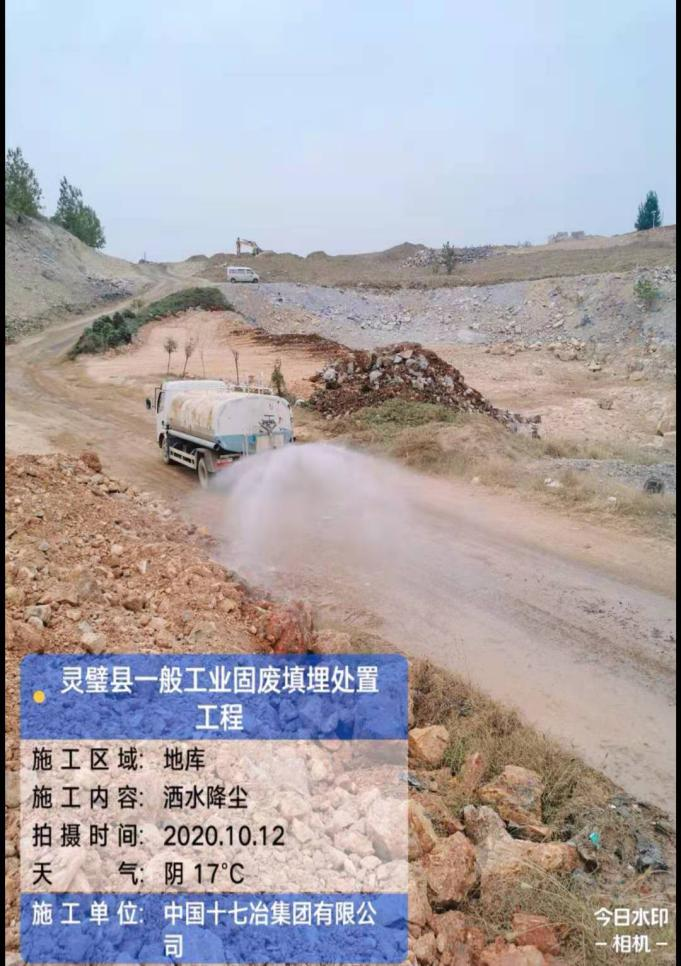 灵璧县一般工业固废填埋处置
工程
施工区域: 地库
施工内容: 洒水降尘
拍摄时间: 2020.10.12
天气: 阴 17°C
施工单位: 中国十七冶集团有限公
司
今日水印
- 相机 -